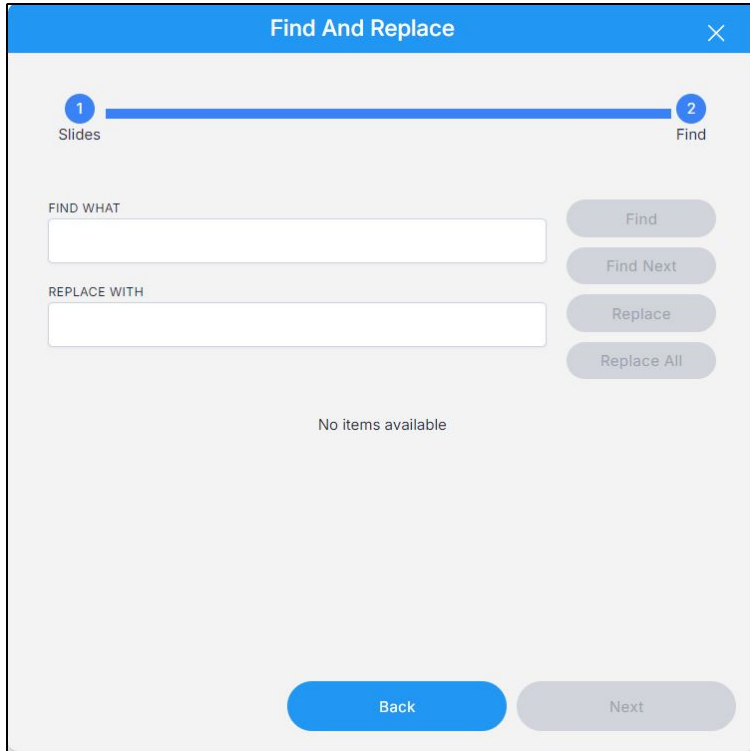 Find And Replace
1
2
Slides
Find
FIND WHAT
Find
Find Next
REPLACE WITH
Replace
Replace All
No items available
Back
Next